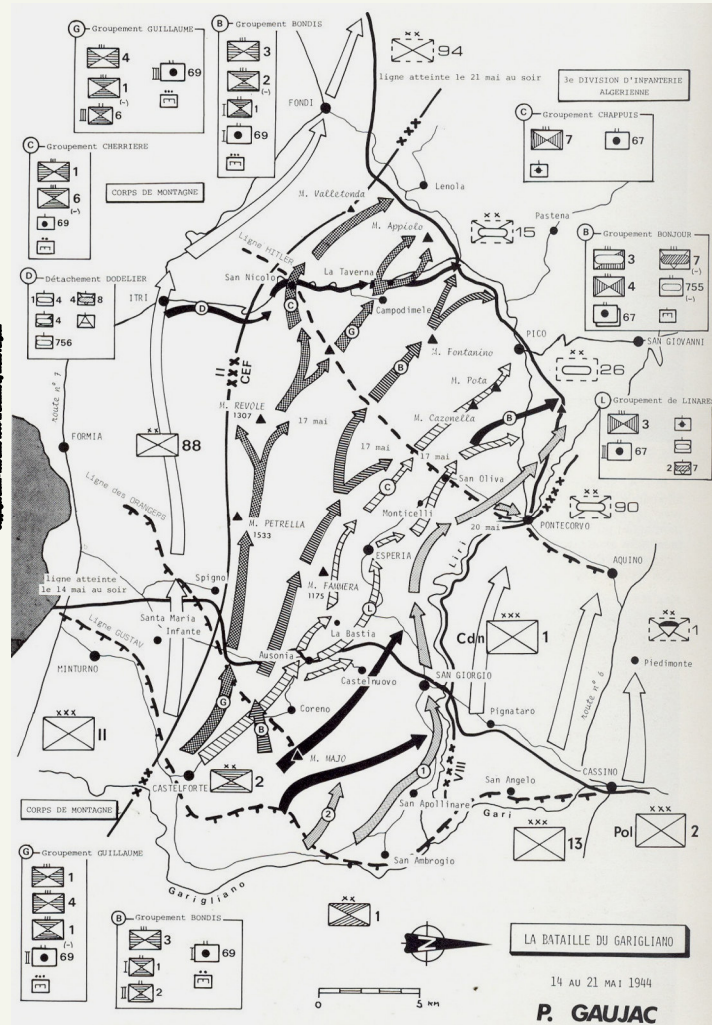 G Groupement GUILLAUME
4
1
(-)
6
69
B Groupement BONDIS
3
2
(-)
1
69
94
ligne atteinte le 21 mai au soir
3e DIVISION D'INFANTERIE
ALGERIENNE
C Groupement CHAPPUIS
7
67
C Groupement CHERRIERE
1
6
(-)
69
CORPS DE MONTAGNE
FONDI
Lenola
Pastena
15
B Groupement BONJOUR
3
7
(-)
4
755
(-)
67
M. Valletonda
M. Appiolo
Ligne HITLER
San Nicolo
La Taverna
Campodimele
D Détachement DODELIER
1 4
4 8
4
756
ITRI
D
C
G
II
CEF
PICO
SAN GIOVANNI
26
M. Fontanino
B
M. Pota
M. Cazonella
B
L Groupement de LINARES
3
67
2 7
M. REVOLE
1307
17 mai
17 mai
17 mai
route n° 7
FORMIA
88
San Oliva
C
Monticelli
90
PONTECORVO
20 mai
Ligne des ORANGERS
M. PETRELLA
1533
ESPERIA
Liri
AQUINO
ligne atteinte
le 14 mai au soir
Spigno
M. FAMMERA
1175
L
Santa Maria
Infante
La Bastia
Cdn 1
1
Piedimonte
Ligne GUSTAV
Ausonia
Castelnuovo
SAN GIORGIO
route n° 6
MINTURNO
Coreno
Pignataro
G
B
II
M. MAJO
VIII
CASSINO
CASTELFORTE
2
1
San Angelo
San Apollinare
CORPS DE MONTAGNE
2
Gari
13
Pol 2
San Ambrogio
Garigliano
G Groupement GUILLAUME
1
4
1
(-)
69
B Groupement BONDIS
3
1
2
69
1
N
LA BATAILLE DU GARIGLIANO
0 5 KM
14 AU 21 MAI 1944
P. GAUJAC